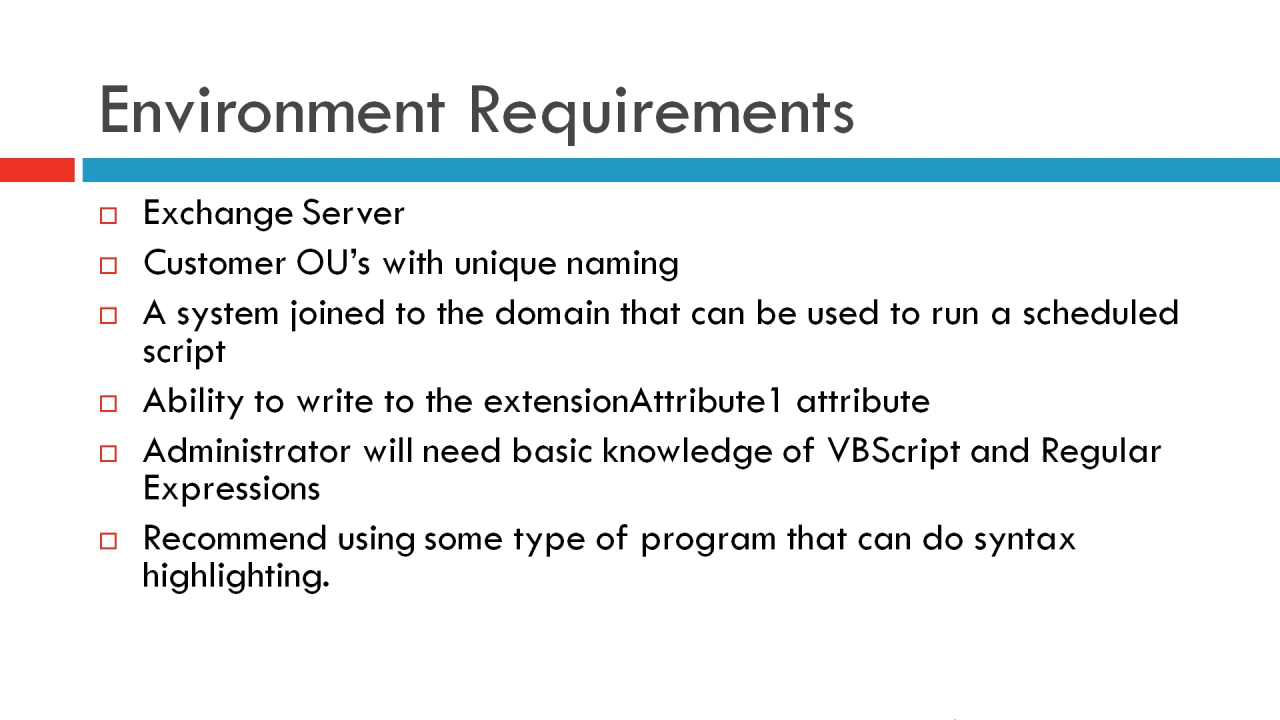 Environment Requirements
Exchange Server
Customer OU’s with unique naming
A system joined to the domain that can be used to run a scheduled
script
Ability to write to the extensionAttribute1 attribute
Administrator will need basic knowledge of VBScript and Regular
Expressions
Recommend using some type of program that can do syntax
highlighting.